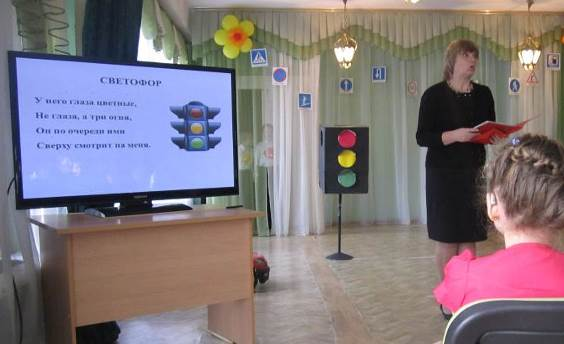 СВЕТОФОР
У него глаза цветные,
Не глаза, а три огня,
Он по очереди ими
Сверху смотрит на меня.